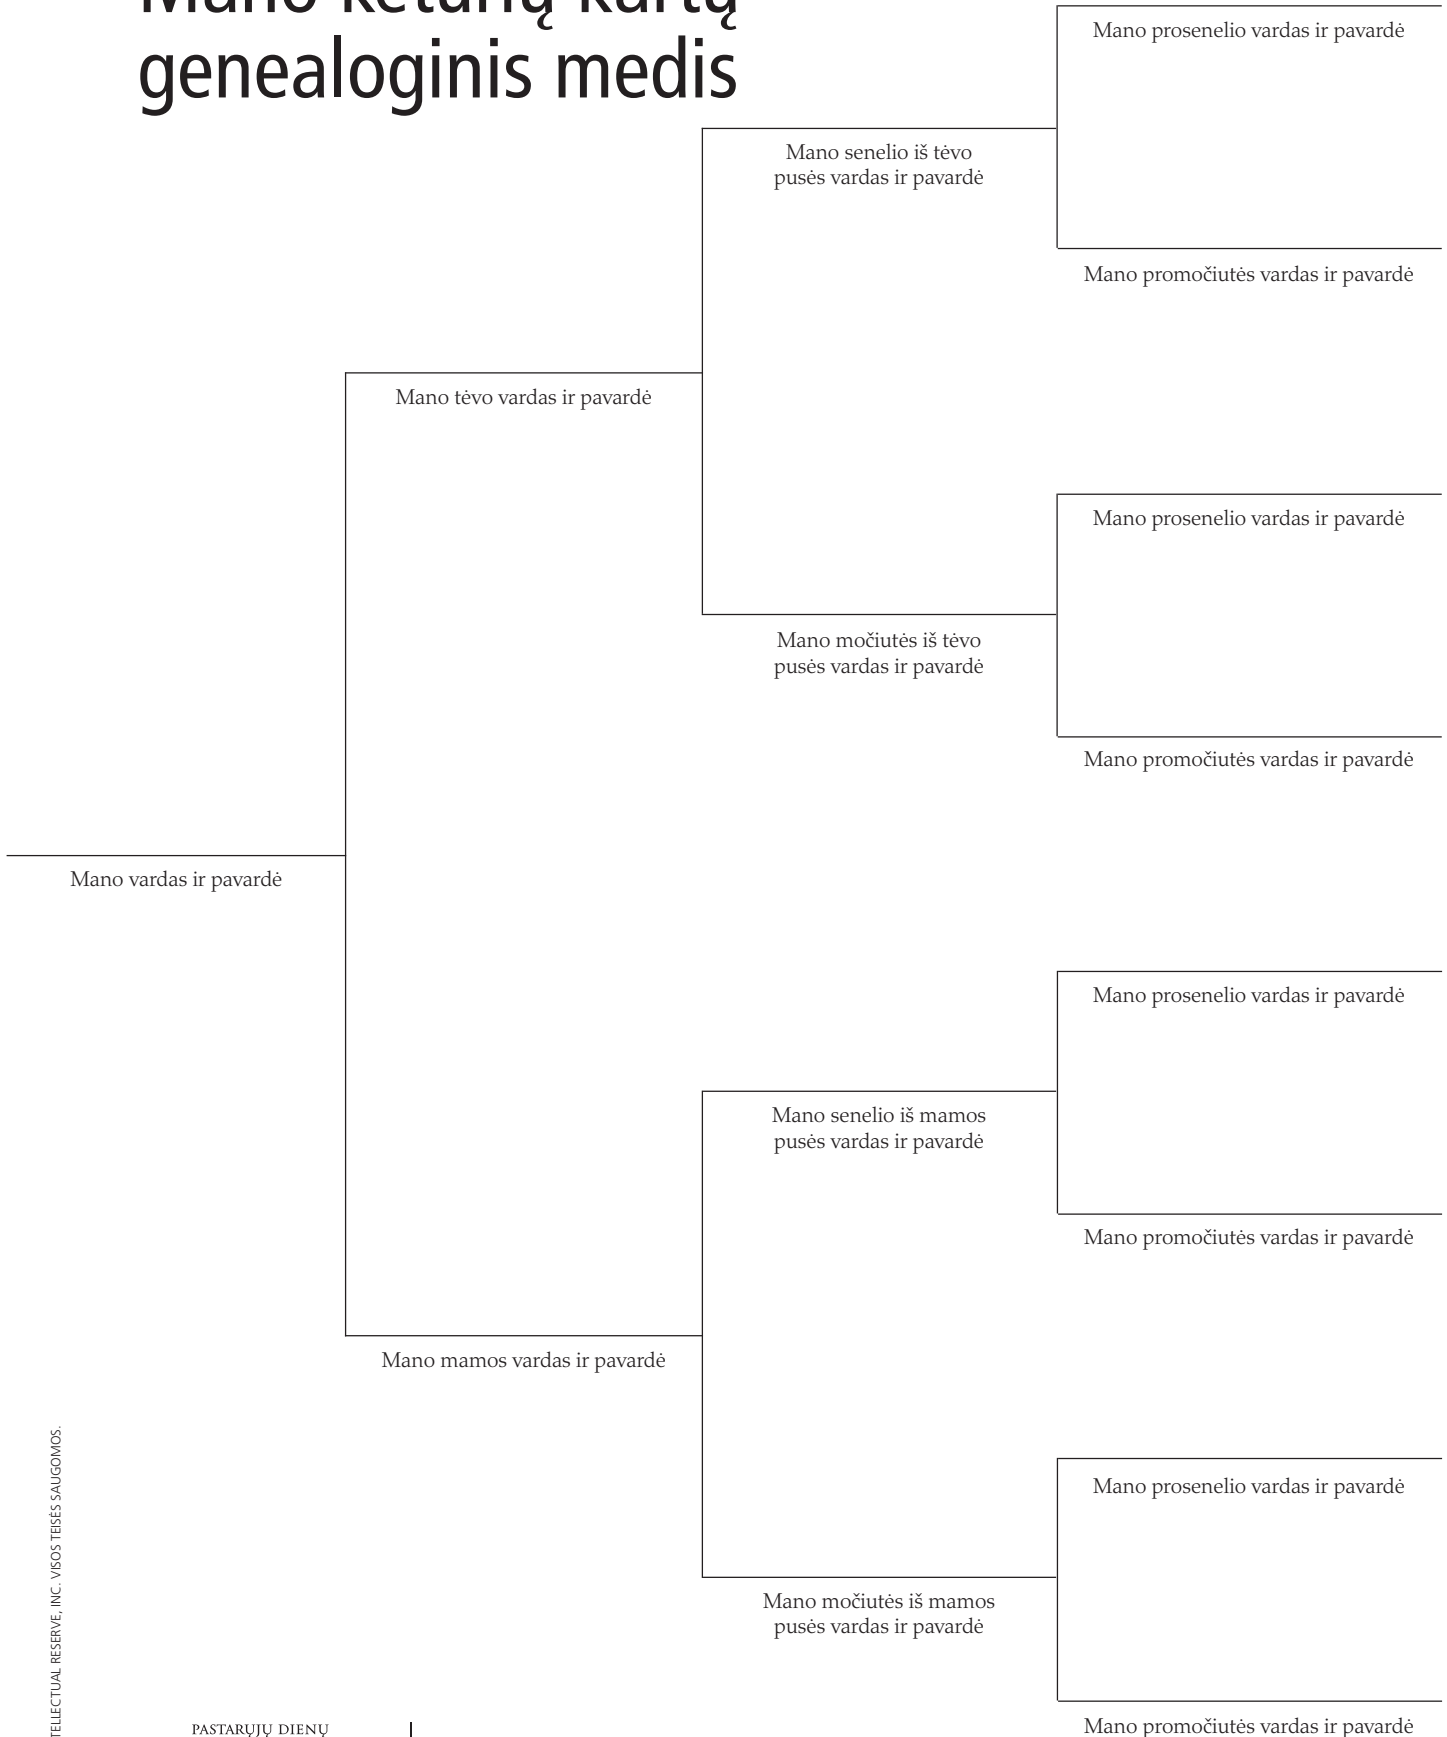 Mano keturių kartų
genealoginis medis
Mano prosenelio vardas ir pavardė
Mano senelio iš tėvo
pusės vardas ir pavardė
Mano promočiutės vardas ir pavardė
Mano tėvo vardas ir pavardė
Mano prosenelio vardas ir pavardė
Mano močiutės iš tėvo
pusės vardas ir pavardė
Mano promočiutės vardas ir pavardė
Mano vardas ir pavardė
Mano prosenelio vardas ir pavardė
Mano senelio iš mamos
pusės vardas ir pavardė
Mano promočiutės vardas ir pavardė
Mano mamos vardas ir pavardė
Mano prosenelio vardas ir pavardė
Mano močiutės iš mamos
pusės vardas ir pavardė
Mano promočiutės vardas ir pavardė
TELLECTUAL RESERVE, INC. VISOS TEISĖS SAUGOMOS.
PASTARŲJŲ DIENŲ